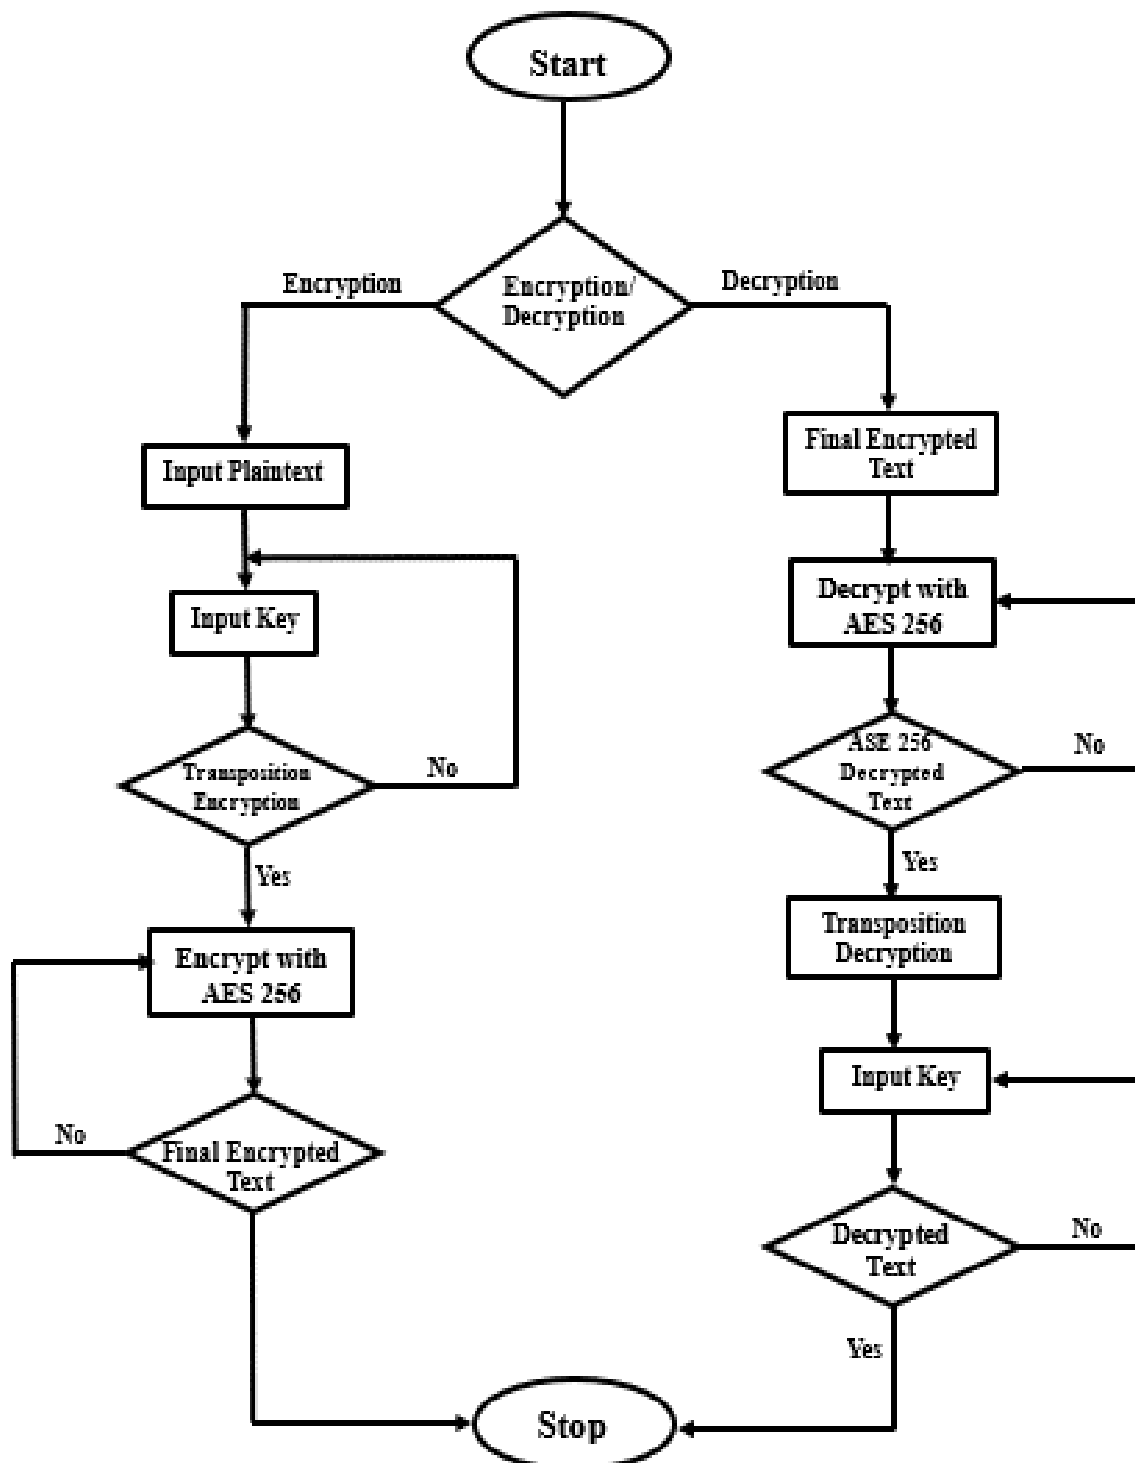 Start
Encryption/
Decryption
Encryption
Input Plaintext
Input Key
Transposition
Encryption
No
Yes
Encrypt with
AES 256
Final Encrypted
Text
No
Decryption
Final Encrypted
Text
Decrypt with
AES 256
ASE 256
Decrypted
Text
No
Yes
Transposition
Decryption
Input Key
Decrypted
Text
No
Yes
Stop